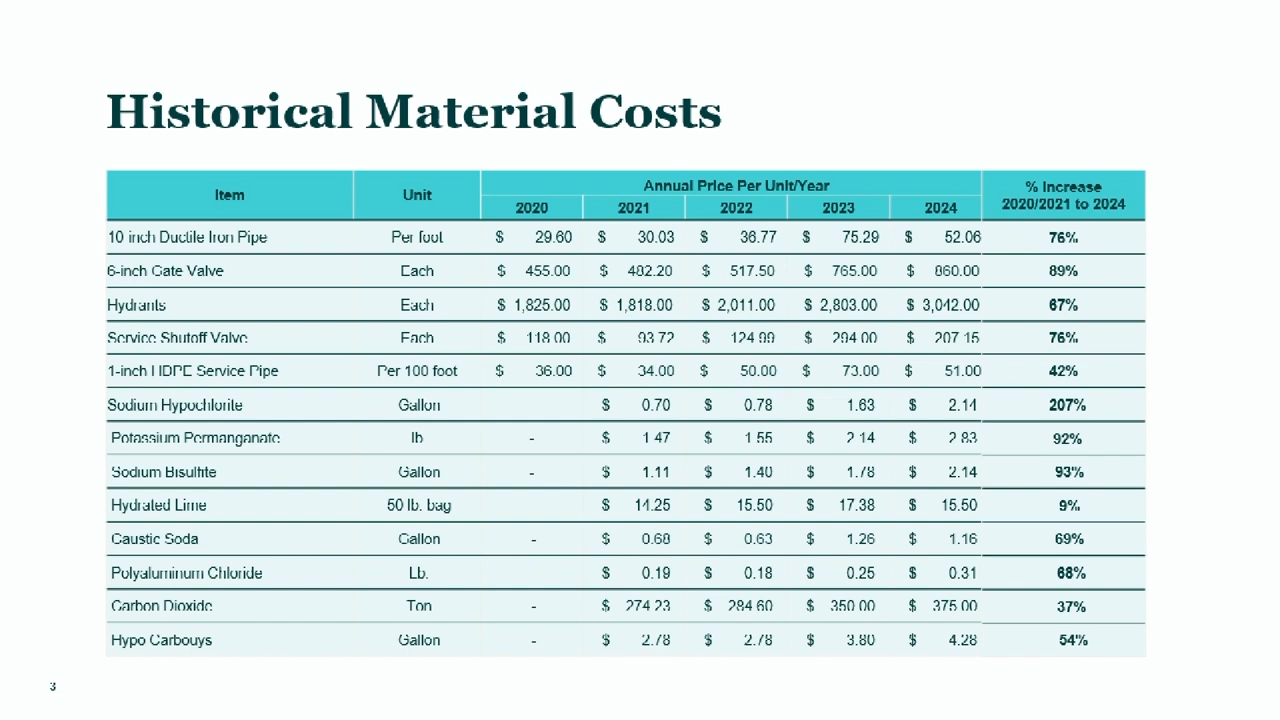 Historical Material Costs
Item Unit Annual Price Per Unit/Year % Increase 2020/2021 to 2024
2020 2021 2022 2023 2024
10 inch Ductile Iron Pipe Per foot $ 29.60 $ 30.03 $ 36.77 $ 75.29 $ 52.06 76%
6-inch Gate Valve Each $ 455.00 $ 482.20 $ 517.50 $ 765.00 $ 860.00 89%
Hydrants Each $ 1,825.00 $ 1,818.00 $ 2,011.00 $ 2,803.00 $ 3,042.00 67%
Service Shutoff Valve Each $ 118.00 $ 93.72 $ 124.99 $ 294.00 $ 207.15 76%
1-inch HDPE Service Pipe Per 100 foot $ 36.00 $ 34.00 $ 50.00 $ 73.00 $ 51.00 42%
Sodium Hypochlorite Gallon $ 0.70 $ 0.78 $ 1.63 $ 2.14 207%
Potassium Permanganate lb - $ 1.47 $ 1.55 $ 2.14 $ 2.83 92%
Sodium Bisulfite Gallon - $ 1.11 $ 1.40 $ 1.78 $ 2.14 93%
Hydrated Lime 50 lb. bag $ 14.25 $ 15.50 $ 17.38 $ 15.50 9%
Caustic Soda Gallon - $ 0.68 $ 0.63 $ 1.26 $ 1.16 69%
Polyaluminum Chloride Lb. $ 0.19 $ 0.18 $ 0.25 $ 0.31 68%
Carbon Dioxide Ton - $ 274.23 $ 284.60 $ 350.00 $ 375.00 37%
Hypo Carbouys Gallon - $ 2.78 $ 2.78 $ 3.80 $ 4.28 54%
3